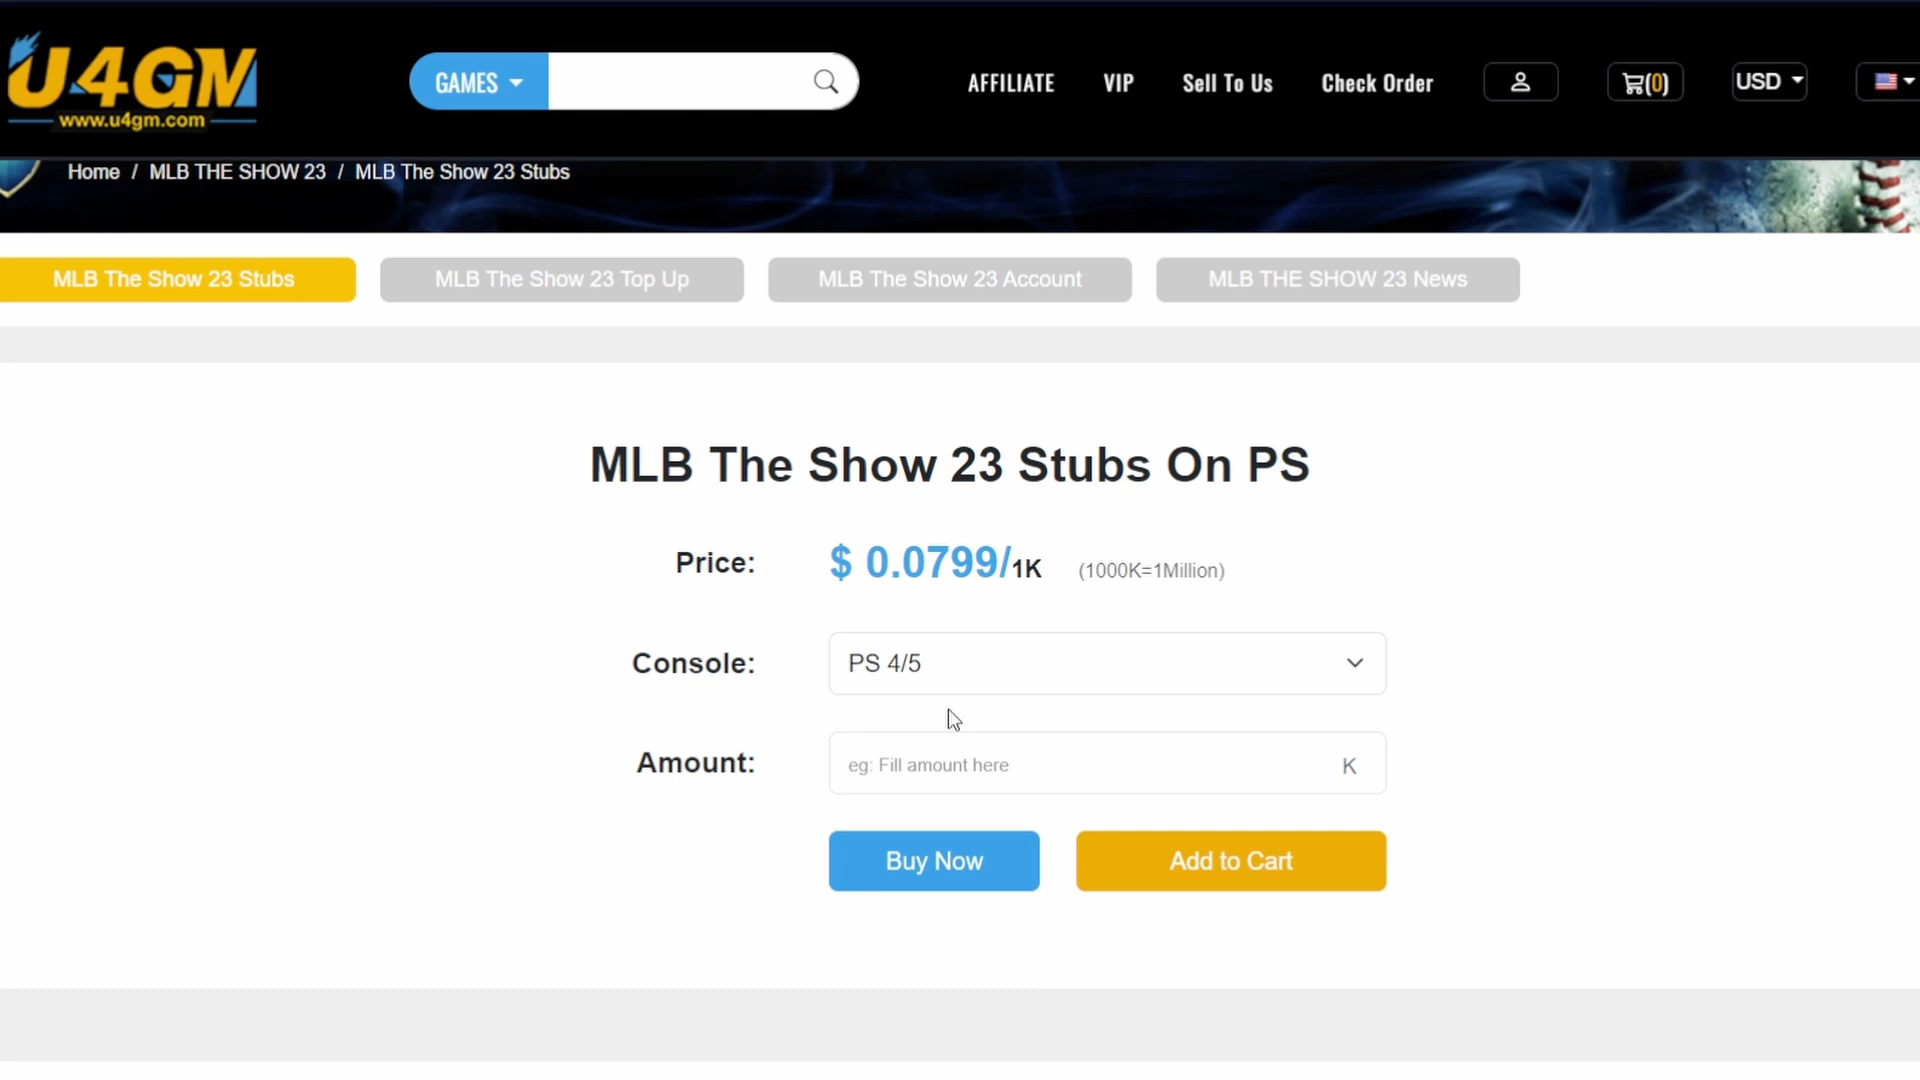 U4GM
www.u4gm.com
GAMES
AFFILIATE
VIP
Sell To Us
Check Order
(0)
USD
Home / MLB THE SHOW 23 / MLB The Show 23 Stubs
MLB The Show 23 Stubs
MLB The Show 23 Top Up
MLB The Show 23 Account
MLB THE SHOW 23 News
MLB The Show 23 Stubs On PS
Price: $ 0.0799/1K (1000K=1Million)
Console: PS 4/5
Amount: eg: Fill amount here K
Buy Now
Add to Cart